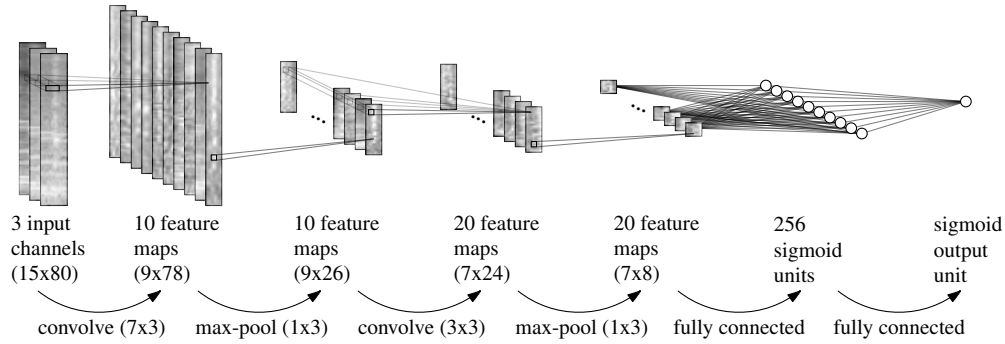 3 input
channels
(15x80)
10 feature
maps
(9x78)
10 feature
maps
(9x26)
20 feature
maps
(7x24)
20 feature
maps
(7x8)
256
sigmoid
units
sigmoid
output
unit
convolve (7x3)
max-pool (1x3)
convolve (3x3)
max-pool (1x3)
fully connected
fully connected